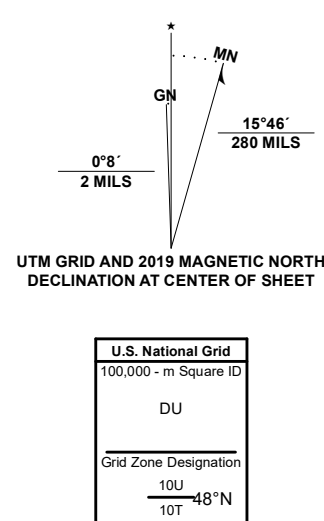 ★
MN
GN
15°46´
280 MILS
0°8´
2 MILS
UTM GRID AND 2019 MAGNETIC NORTH
DECLINATION AT CENTER OF SHEET
U.S. National Grid
100,000 - m Square ID
DU
Grid Zone Designation
10U
48°N
10T